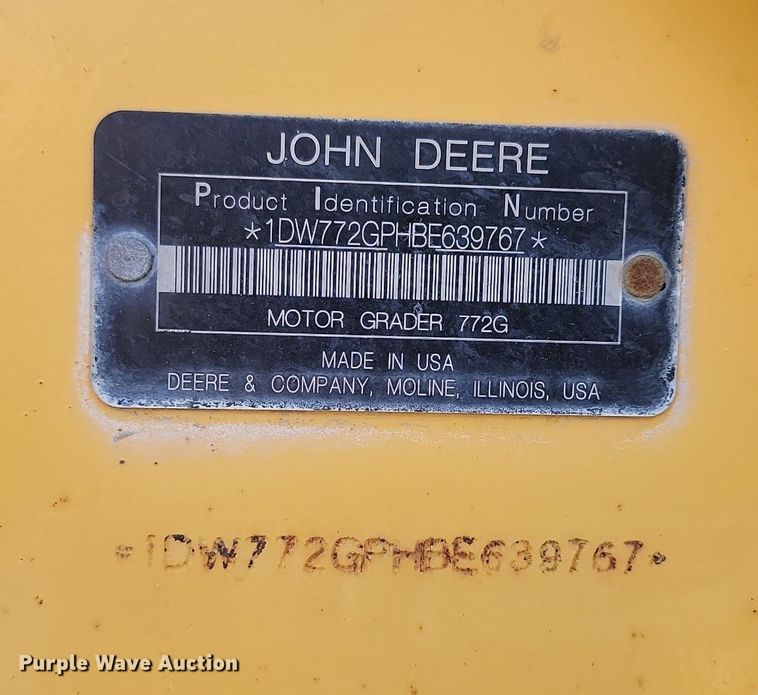 JOHN DEERE
Product Identification Number
*1DW772GPHBE639767*
MOTOR GRADER 772G
MADE IN USA
DEERE & COMPANY, MOLINE, ILLINOIS, USA
*1DW772GPHBE639767*
Purple Wave Auction